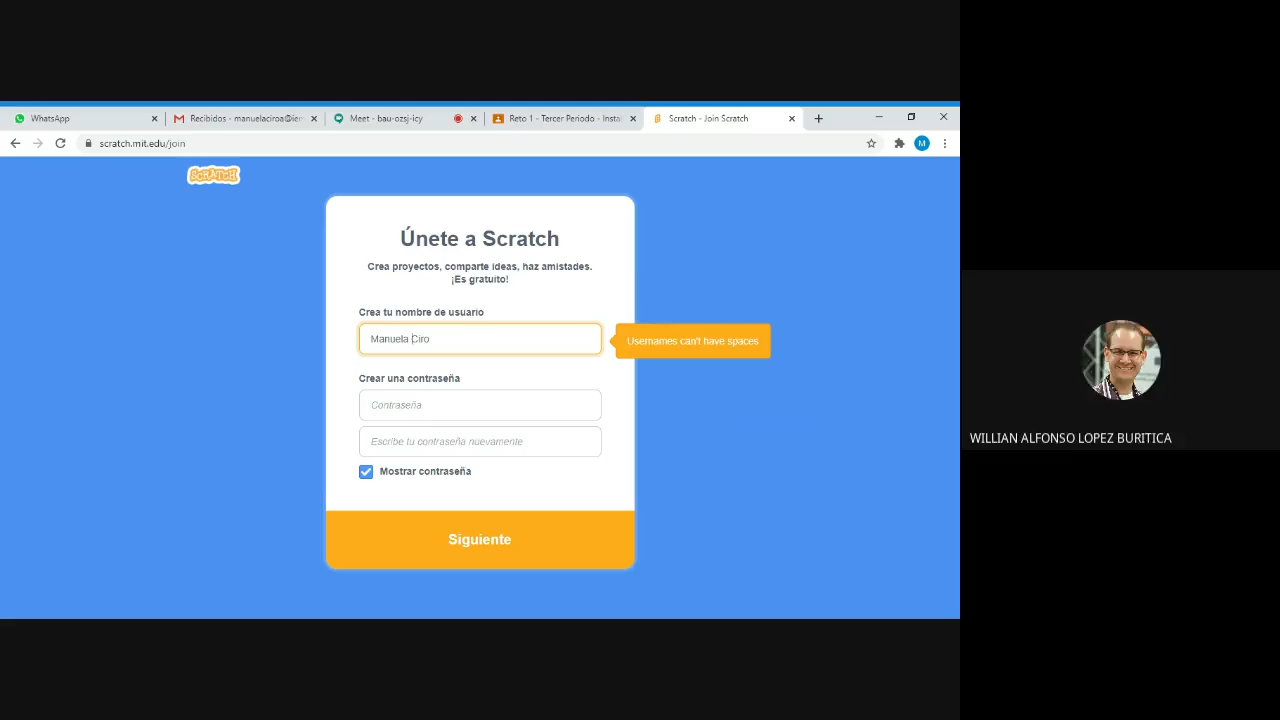 WhatsApp
Recibidos - manuelaciroa@ier
Meet - bau-ozsj-icy
Reto 1 - Tercer Periodo - Insta
Scratch - Join Scratch
scratch.mit.edu/join
M
SCRATCH
Únete a Scratch
Crea proyectos, comparte ideas, haz amistades.
¡Es gratuito!
Crea tu nombre de usuario
Manuela Ciro
Usernames can't have spaces
Crear una contraseña
Contraseña
Escribe tu contraseña nuevamente
Mostrar contraseña
Siguiente
WILLIAN ALFONSO LOPEZ BURITICA